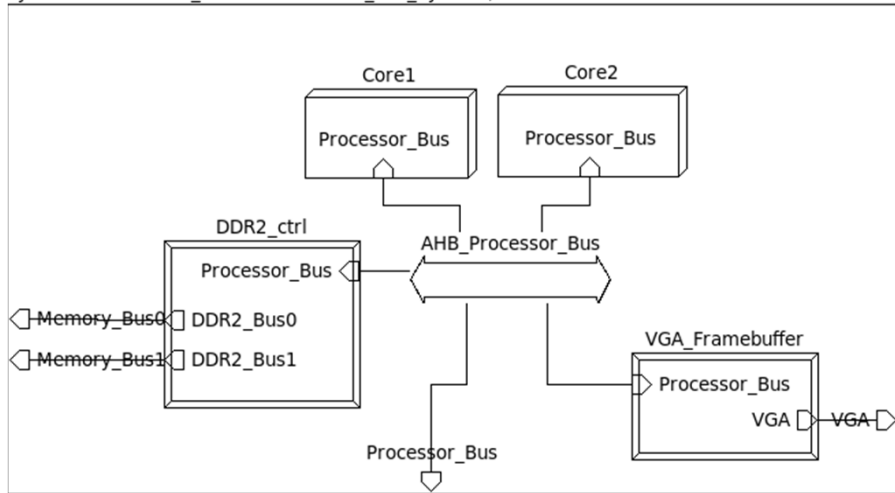 Core1
Core2
Processor_Bus
Processor_Bus
DDR2_ctrl
AHB_Processor_Bus
Processor_Bus
Memory_Bus0
DDR2_Bus0
Memory_Bus1
DDR2_Bus1
VGA_Framebuffer
Processor_Bus
VGA
VGA
Processor_Bus